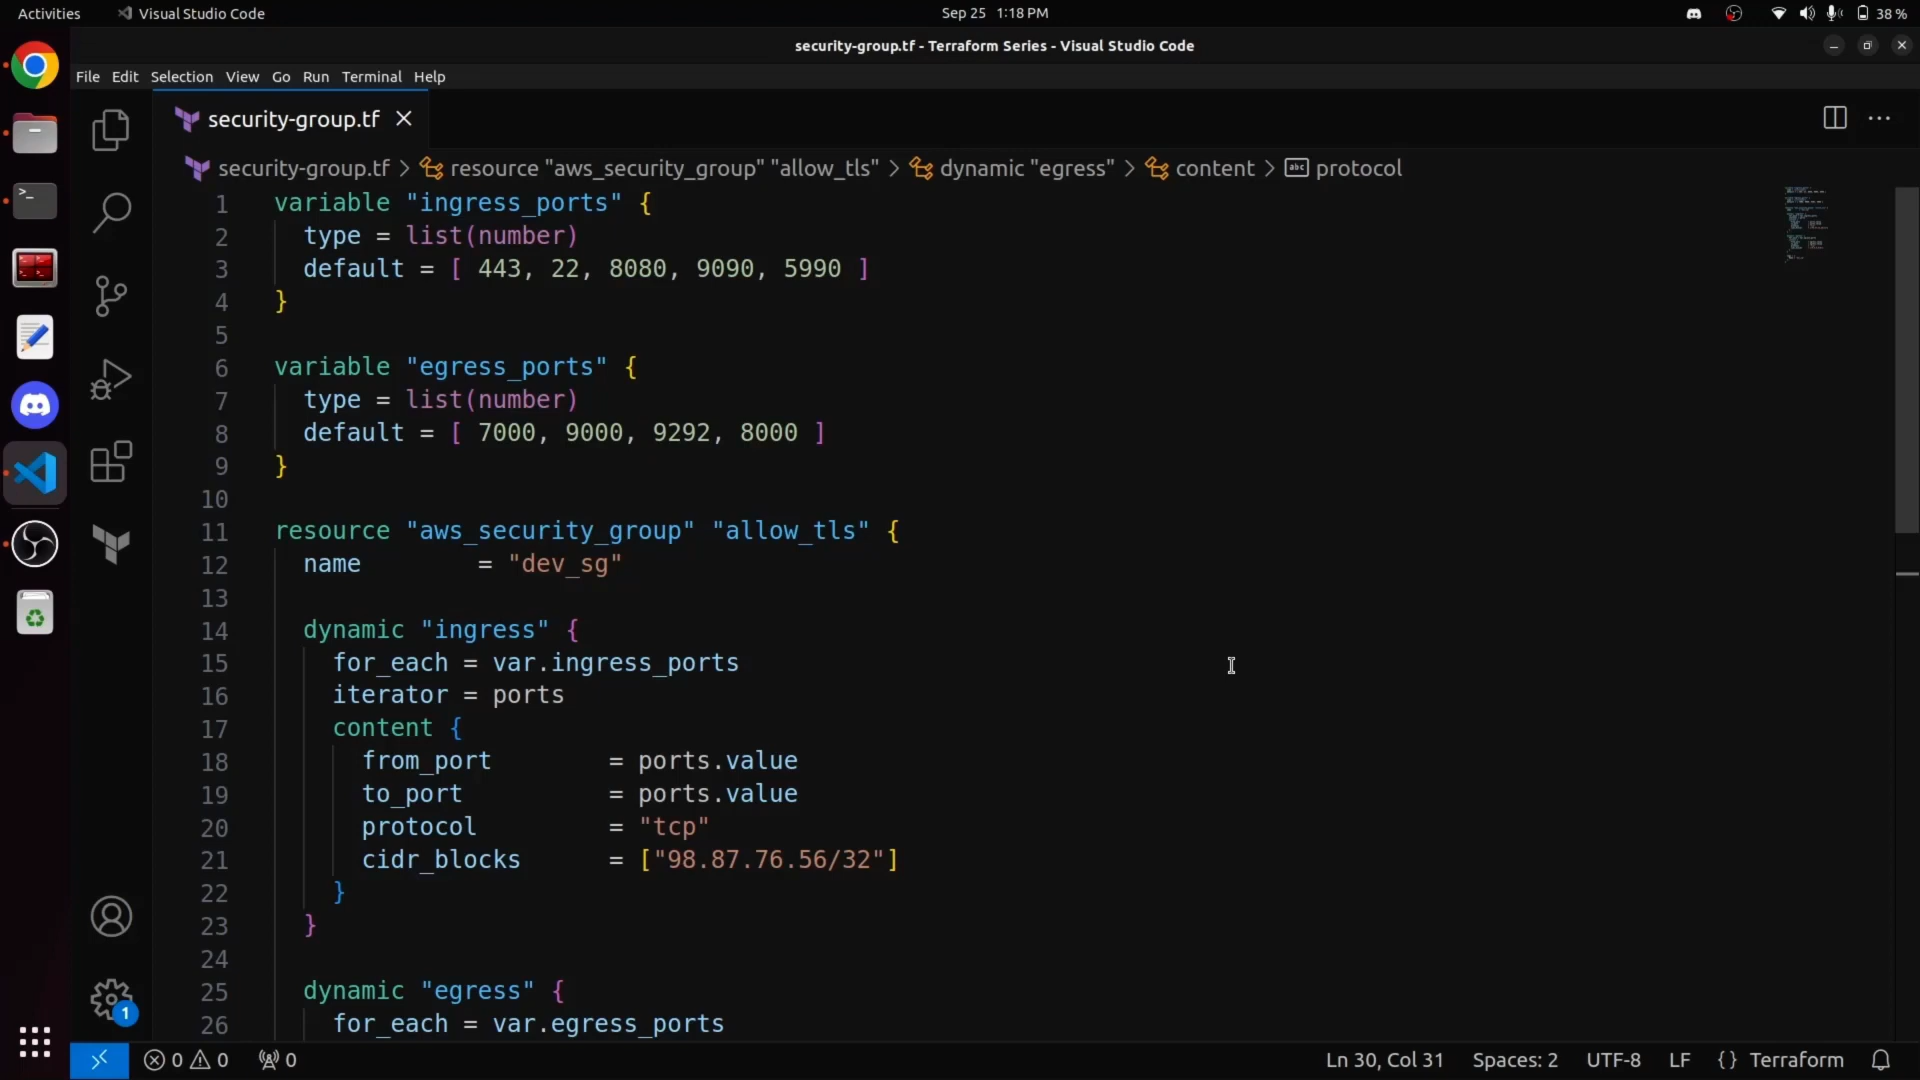 Activities
Visual Studio Code
Sep 25 1:18 PM
38 %
security-group.tf - Terraform Series - Visual Studio Code
File Edit Selection View Go Run Terminal Help
security-group.tf
security-group.tf > resource "aws_security_group" "allow_tls" > dynamic "egress" > content > abc protocol
1 variable "ingress_ports" {
2 type = list(number)
3 default = [ 443, 22, 8080, 9090, 5990 ]
4 }
5
6 variable "egress_ports" {
7 type = list(number)
8 default = [ 7000, 9000, 9292, 8000 ]
9 }
10
11 resource "aws_security_group" "allow_tls" {
12 name = "dev_sg"
13
14 dynamic "ingress" {
15 for_each = var.ingress_ports
16 iterator = ports
17 content {
18 from_port = ports.value
19 to_port = ports.value
20 protocol = "tcp"
21 cidr_blocks = ["98.87.76.56/32"]
22 }
23 }
24
25 dynamic "egress" {
26 for_each = var.egress_ports
1
0 0 0
Ln 30, Col 31 Spaces: 2 UTF-8 LF {} Terraform